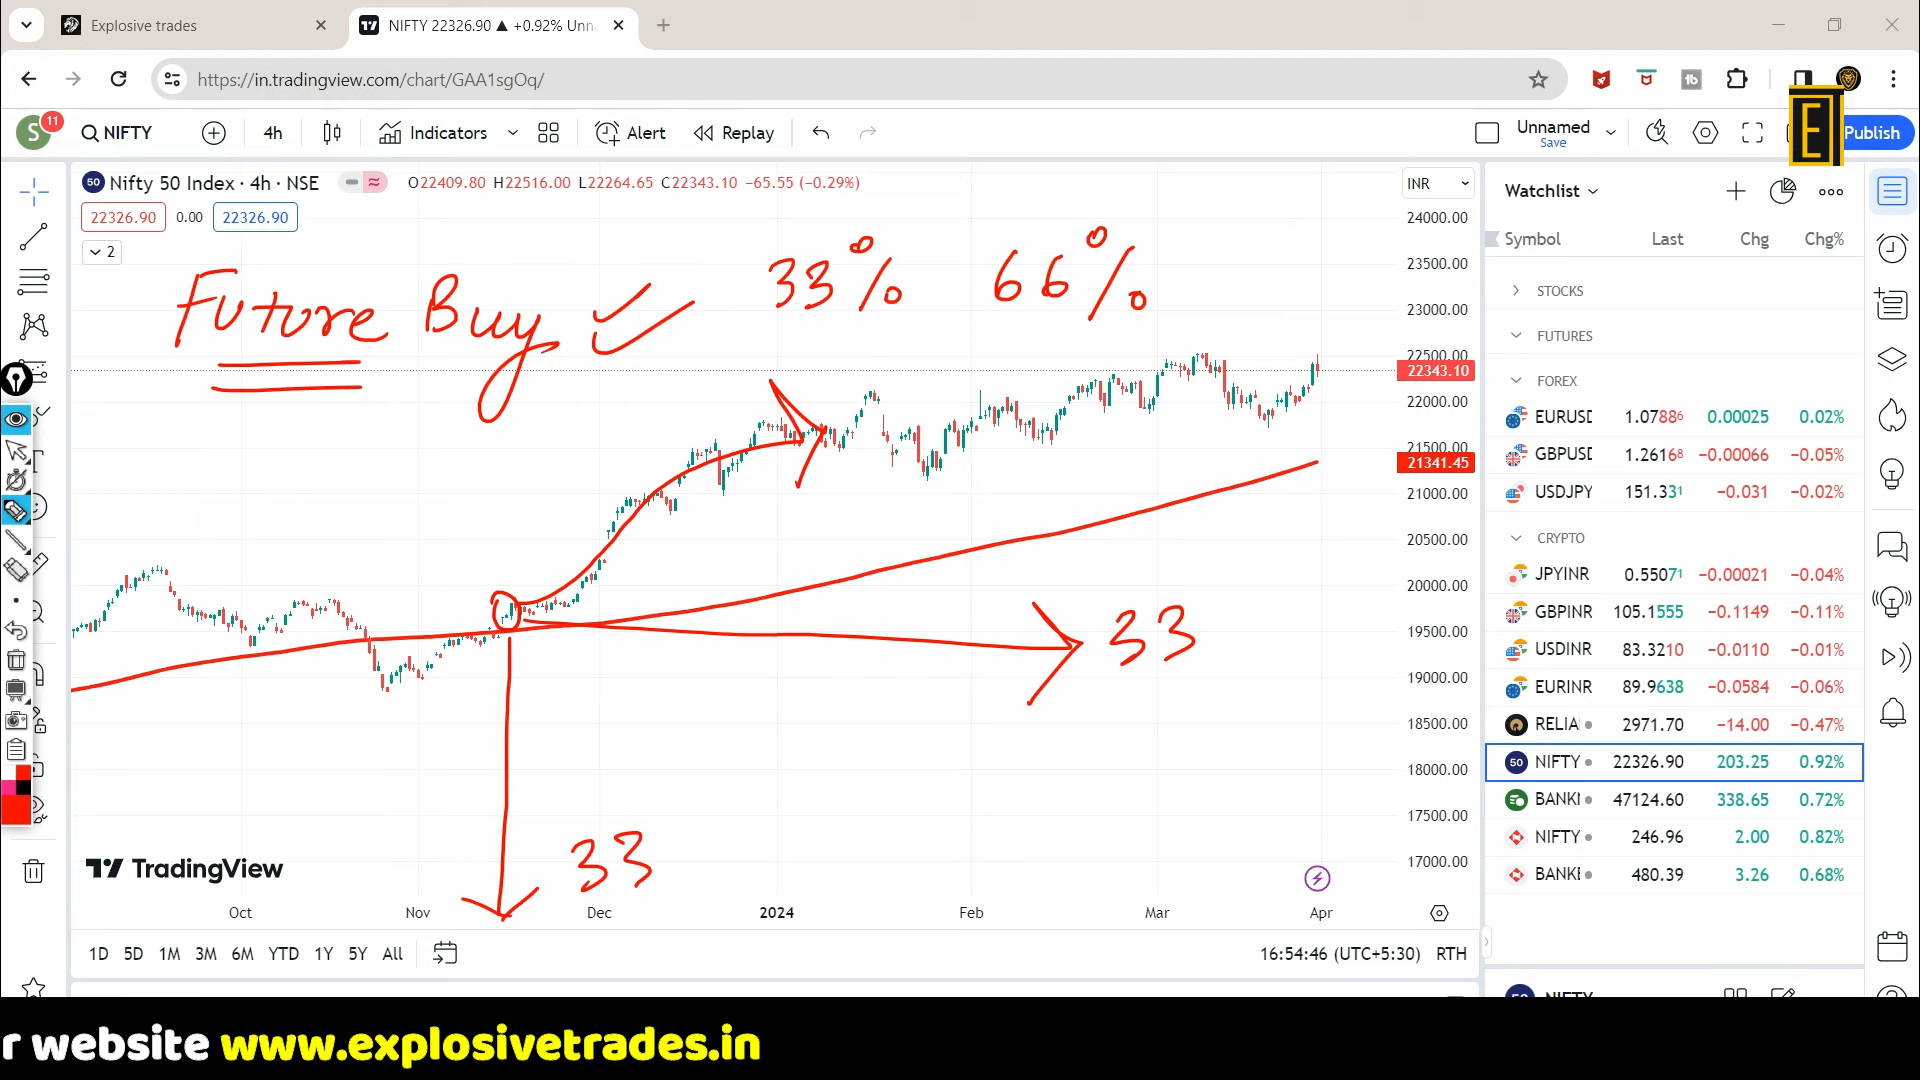 Explosive trades
NIFTY 22326.90 ▲ +0.92% Unn
https://in.tradingview.com/chart/GAA1sgOq/
S 11 NIFTY 4h Indicators Alert Replay Unnamed Save Publish
E
50 Nifty 50 Index · 4h · NSE O22409.80 H22516.00 L22264.65 C22343.10 −65.55 (−0.29%) INR
22326.90 0.00 22326.90
2
Future Buy 33% 66%
33
33
24000.00
23500.00
23000.00
22500.00
22343.10
22000.00
21500.00
21341.45
21000.00
20500.00
20000.00
19500.00
19000.00
18500.00
18000.00
17500.00
17000.00
TradingView
Oct Nov Dec 2024 Feb Mar Apr
1D 5D 1M 3M 6M YTD 1Y 5Y All 16:54:46 (UTC+5:30) RTH
Watchlist
Symbol Last Chg Chg%
STOCKS
FUTURES
FOREX
EURUSD 1.07886 0.00025 0.02%
GBPUSD 1.26168 −0.00066 −0.05%
USDJPY 151.331 −0.031 −0.02%
CRYPTO
JPYINR 0.55071 −0.00021 −0.04%
GBPINR 105.1555 −0.1149 −0.11%
USDINR 83.3210 −0.0110 −0.01%
EURINR 89.9638 −0.0584 −0.06%
RELIA 2971.70 −14.00 −0.47%
50 NIFTY 22326.90 203.25 0.92%
BANKI 47124.60 338.65 0.72%
NIFTY 246.96 2.00 0.82%
BANKE 480.39 3.26 0.68%
NIFTY
r website www.explosivetrades.in